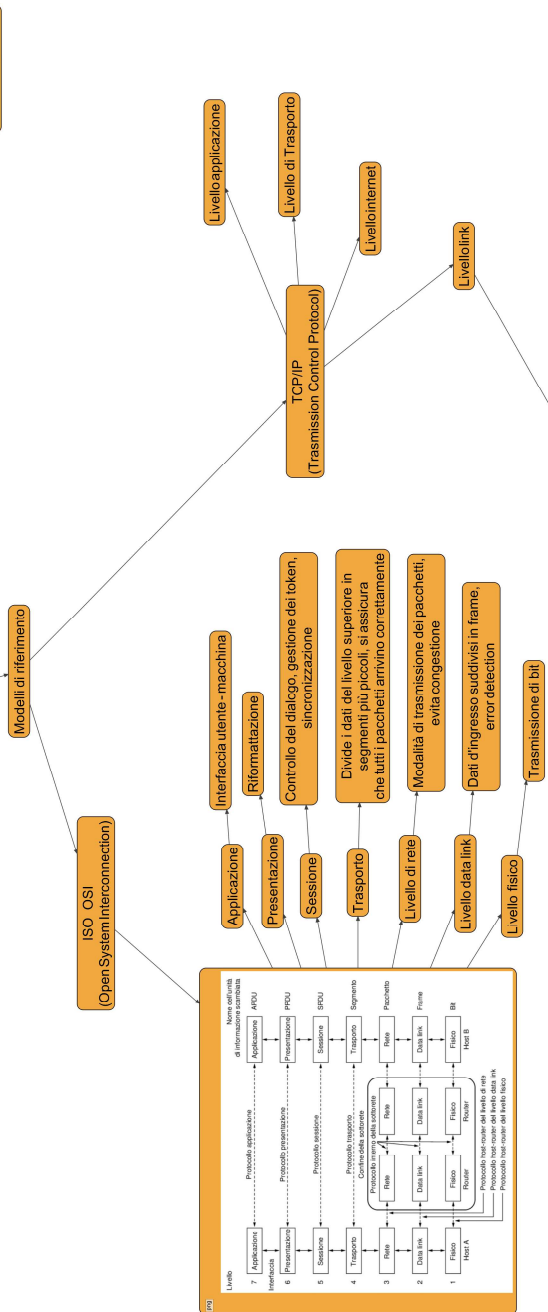 Modelli di riferimento
ISO OSI
(Open System Interconnection)
TCP/IP
(Trasmission Control Protocol)
Livello applicazione
Livello di Trasporto
Livello internet
Livello link
Applicazione
Interfaccia utente - macchina
Presentazione
Riformattazione
Sessione
Controllo del dialogo, gestione dei token,
sincronizzazione
Trasporto
Divide i dati del livello superiore in
segmenti più piccoli, si assicura
che tutti i pacchetti arrivino correttamente
Livello di rete
Modalità di trasmissione dei pacchetti,
evita congestione
Livello data link
Dati d'ingresso suddivisi in frame,
error detection
Livello fisico
Trasmissione di bit
png
Livello
Nome dell'unità
di informazione scambiata
7 Applicazione Protocollo applicazione Applicazione APDU
Interfaccia
6 Presentazione Protocollo presentazione Presentazione PPDU
5 Sessione Protocollo sessione Sessione SPDU
4 Trasporto Protocollo trasporto Trasporto Segmento
Confine della sottorete
Protocollo interno della sottorete
3 Rete Rete Rete Rete Pacchetto
2 Data link Data link Data link Data link Frame
1 Fisico Fisico Fisico Fisico Bit
Host A Router Router Host B
Protocollo host-router del livello di rete
Protocollo host-router del livello data link
Protocollo host-router del livello fisico